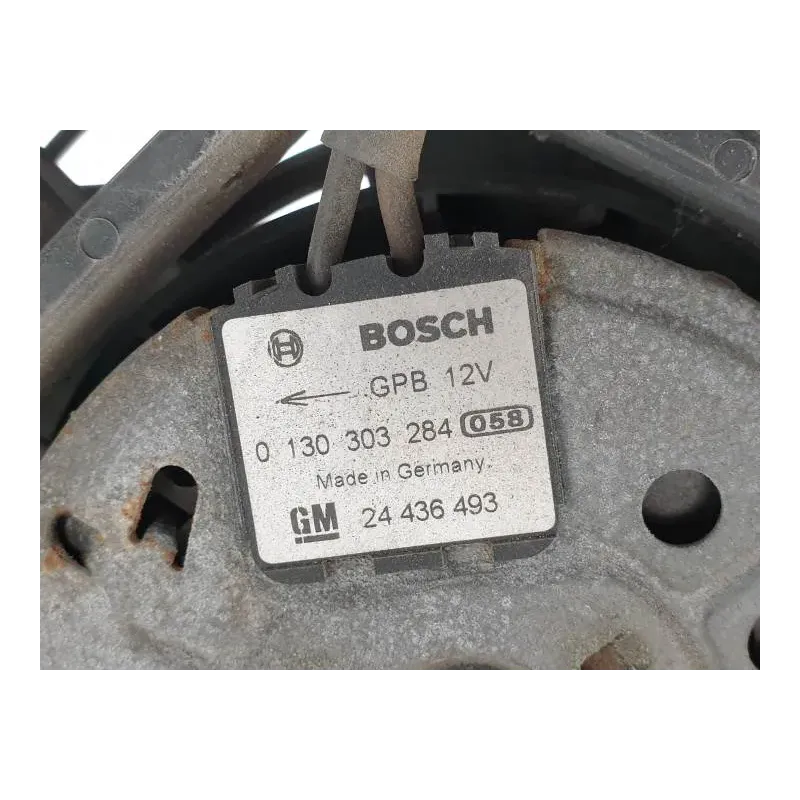 BOSCH
GPB 12V
0 130 303 284 058
Made in Germany.
GM 24 436 493